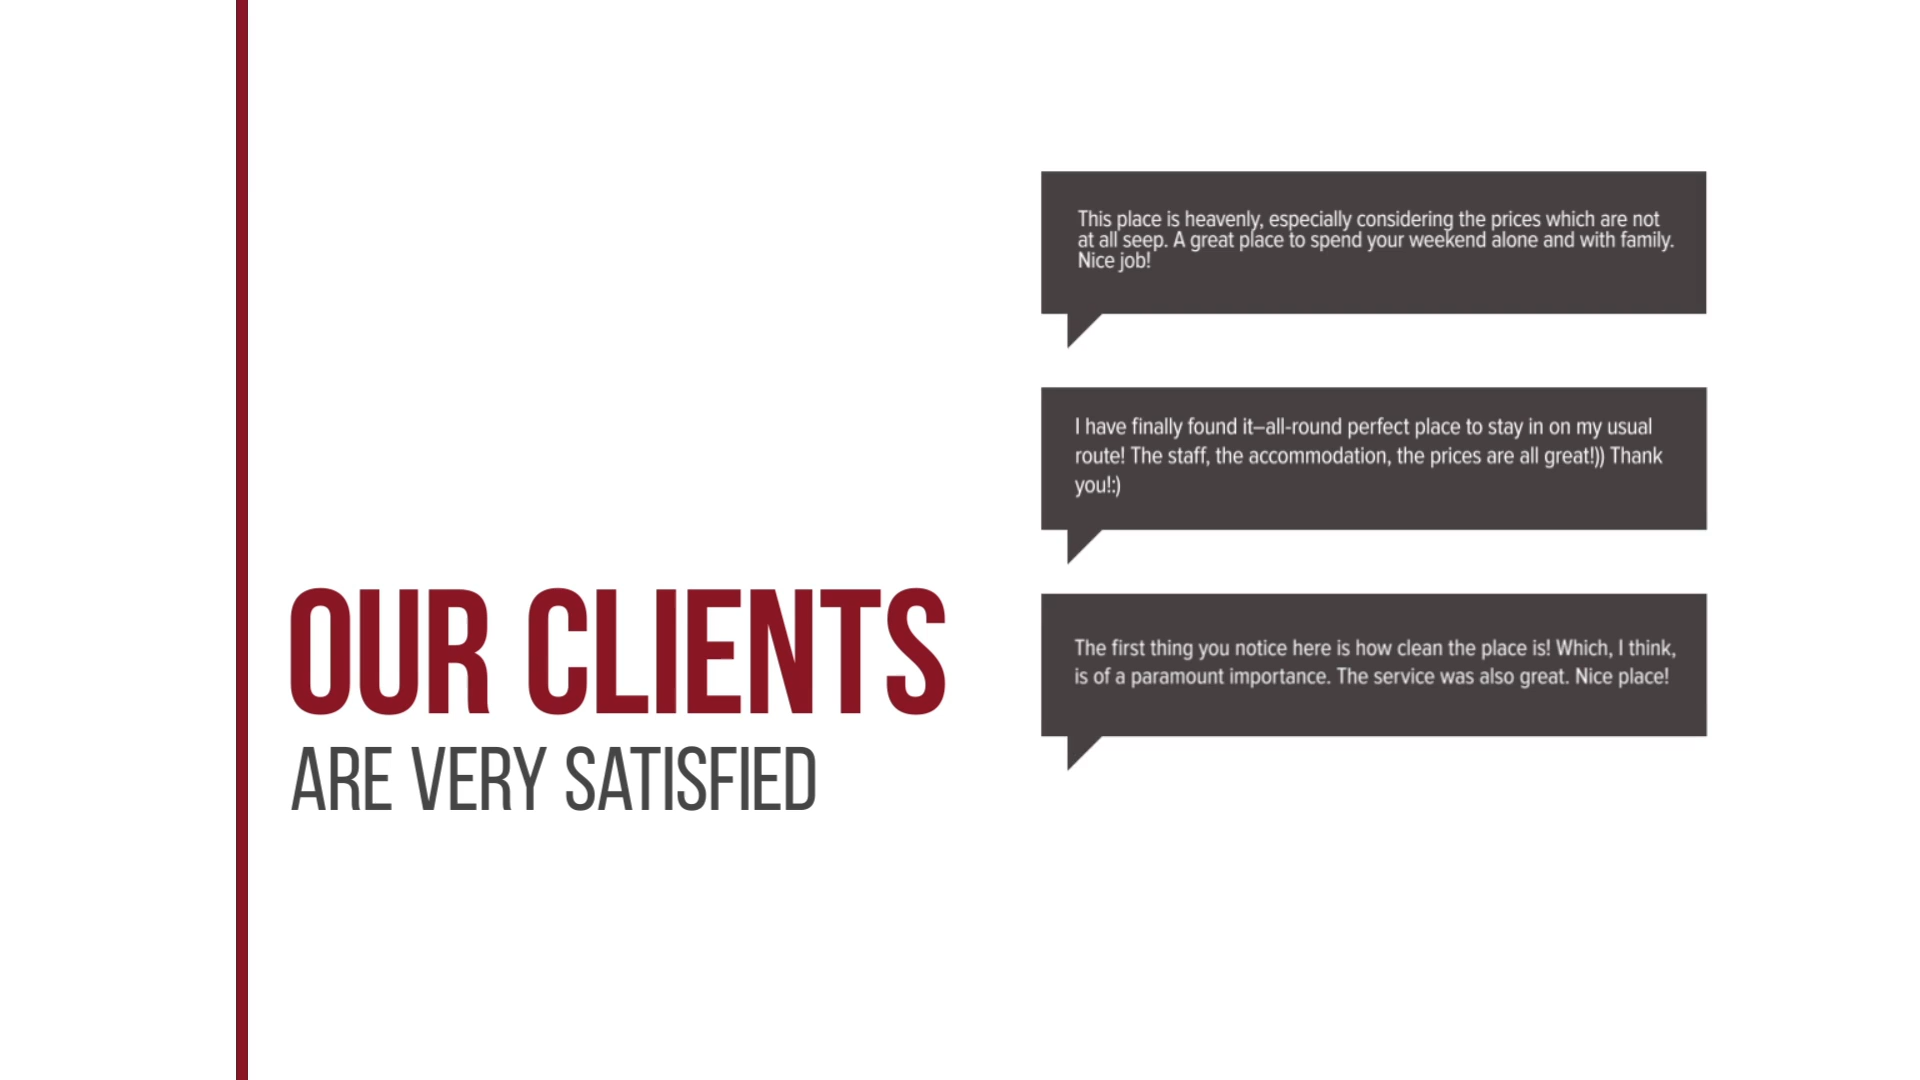 OUR CLIENTS
ARE VERY SATISFIED
This place is heavenly, especially considering the prices which are not
at all seep. A great place to spend your weekend alone and with family.
Nice job!
I have finally found it–all-round perfect place to stay in on my usual
route! The staff, the accommodation, the prices are all great!)) Thank
you!:)
The first thing you notice here is how clean the place is! Which, I think,
is of a paramount importance. The service was also great. Nice place!